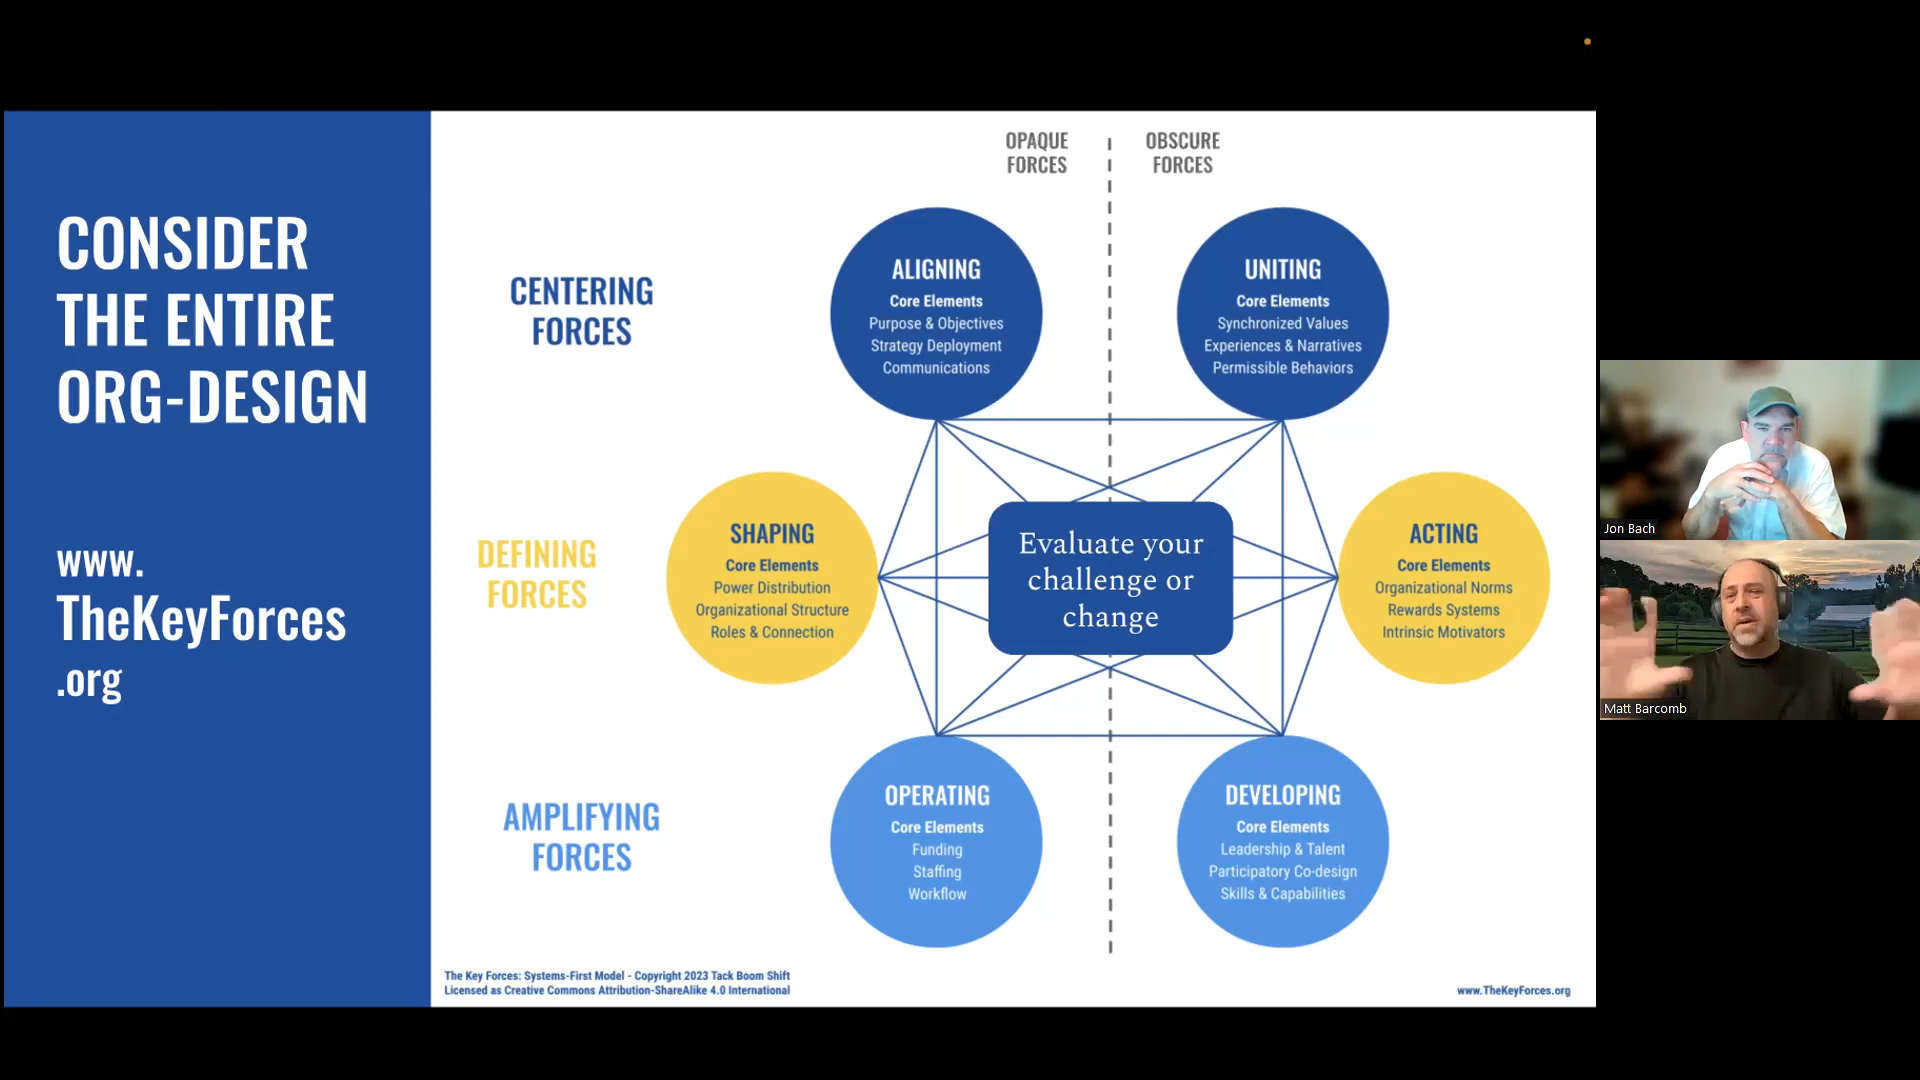 CONSIDER
THE ENTIRE
ORG-DESIGN
www.
TheKeyForces
.org
OPAQUE
FORCES
OBSCURE
FORCES
CENTERING
FORCES
ALIGNING
Core Elements
Purpose & Objectives
Strategy Deployment
Communications
UNITING
Core Elements
Synchronized Values
Experiences & Narratives
Permissible Behaviors
DEFINING
FORCES
SHAPING
Core Elements
Power Distribution
Organizational Structure
Roles & Connection
Evaluate your
challenge or
change
ACTING
Core Elements
Organizational Norms
Rewards Systems
Intrinsic Motivators
AMPLIFYING
FORCES
OPERATING
Core Elements
Funding
Staffing
Workflow
DEVELOPING
Core Elements
Leadership & Talent
Participatory Co-design
Skills & Capabilities
The Key Forces: Systems-First Model - Copyright 2023 Tack Boom Shift
Licensed as Creative Commons Attribution-ShareAlike 4.0 International
www.TheKeyForces.org
Jon Bach
Matt Barcomb